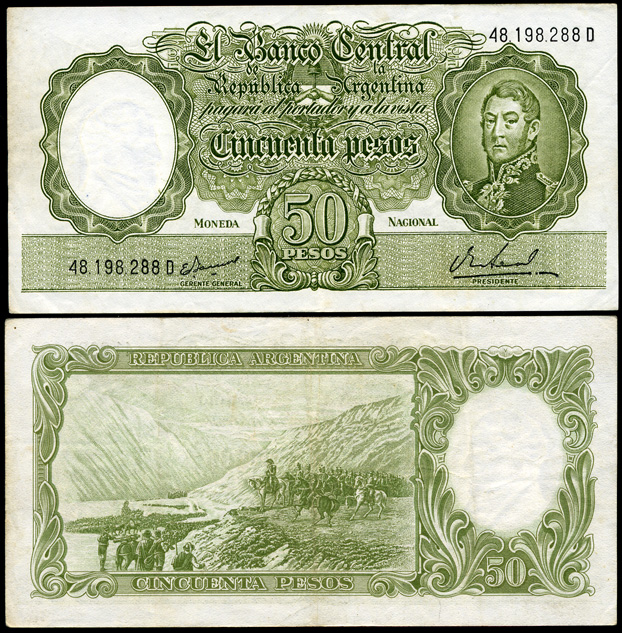 48.198.288 D
El Banco Central
de la
República Argentina
pagará al portador y a la vista
Cincuenta pesos
MONEDA NACIONAL
50
PESOS
48.198.288 D
GERENTE GENERAL
PRESIDENTE
REPUBLICA ARGENTINA
CINCUENTA PESOS
50